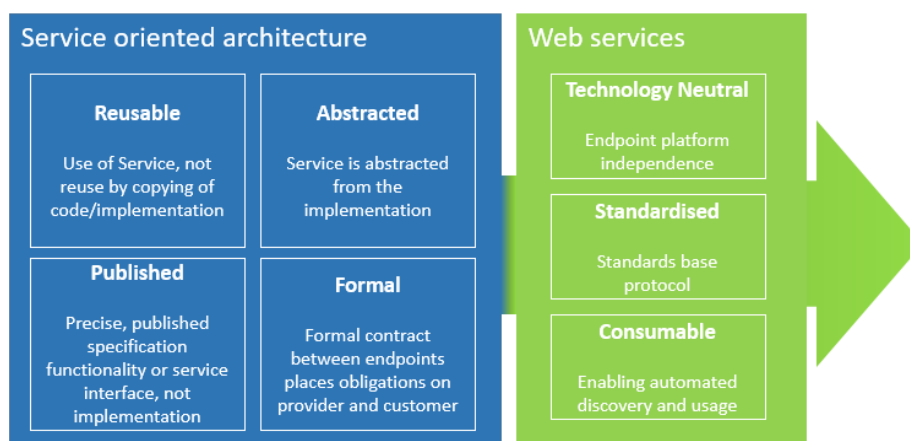 Service oriented architecture
Reusable
Use of Service, not
reuse by copying of
code/implementation
Abstracted
Service is abstracted
from the
implementation
Published
Precise, published
specification
functionality or service
interface, not
implementation
Formal
Formal contract
between endpoints
places obligations on
provider and customer
Web services
Technology Neutral
Endpoint platform
independence
Standardised
Standards base
protocol
Consumable
Enabling automated
discovery and usage